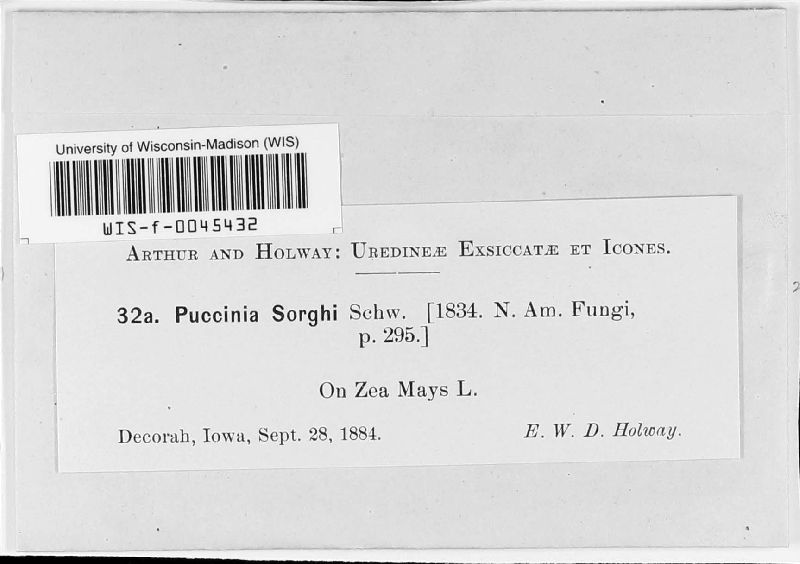 University of Wisconsin-Madison (WIS)
WIS-f-0045432
ARTHUR AND HOLWAY: UREDINEÆ EXSICCATÆ ET ICONES.
32a. Puccinia Sorghi Schw. [1834. N. Am. Fungi,
p. 295.]
On Zea Mays L.
Decorah, Iowa, Sept. 28, 1884.
E. W. D. Holway.